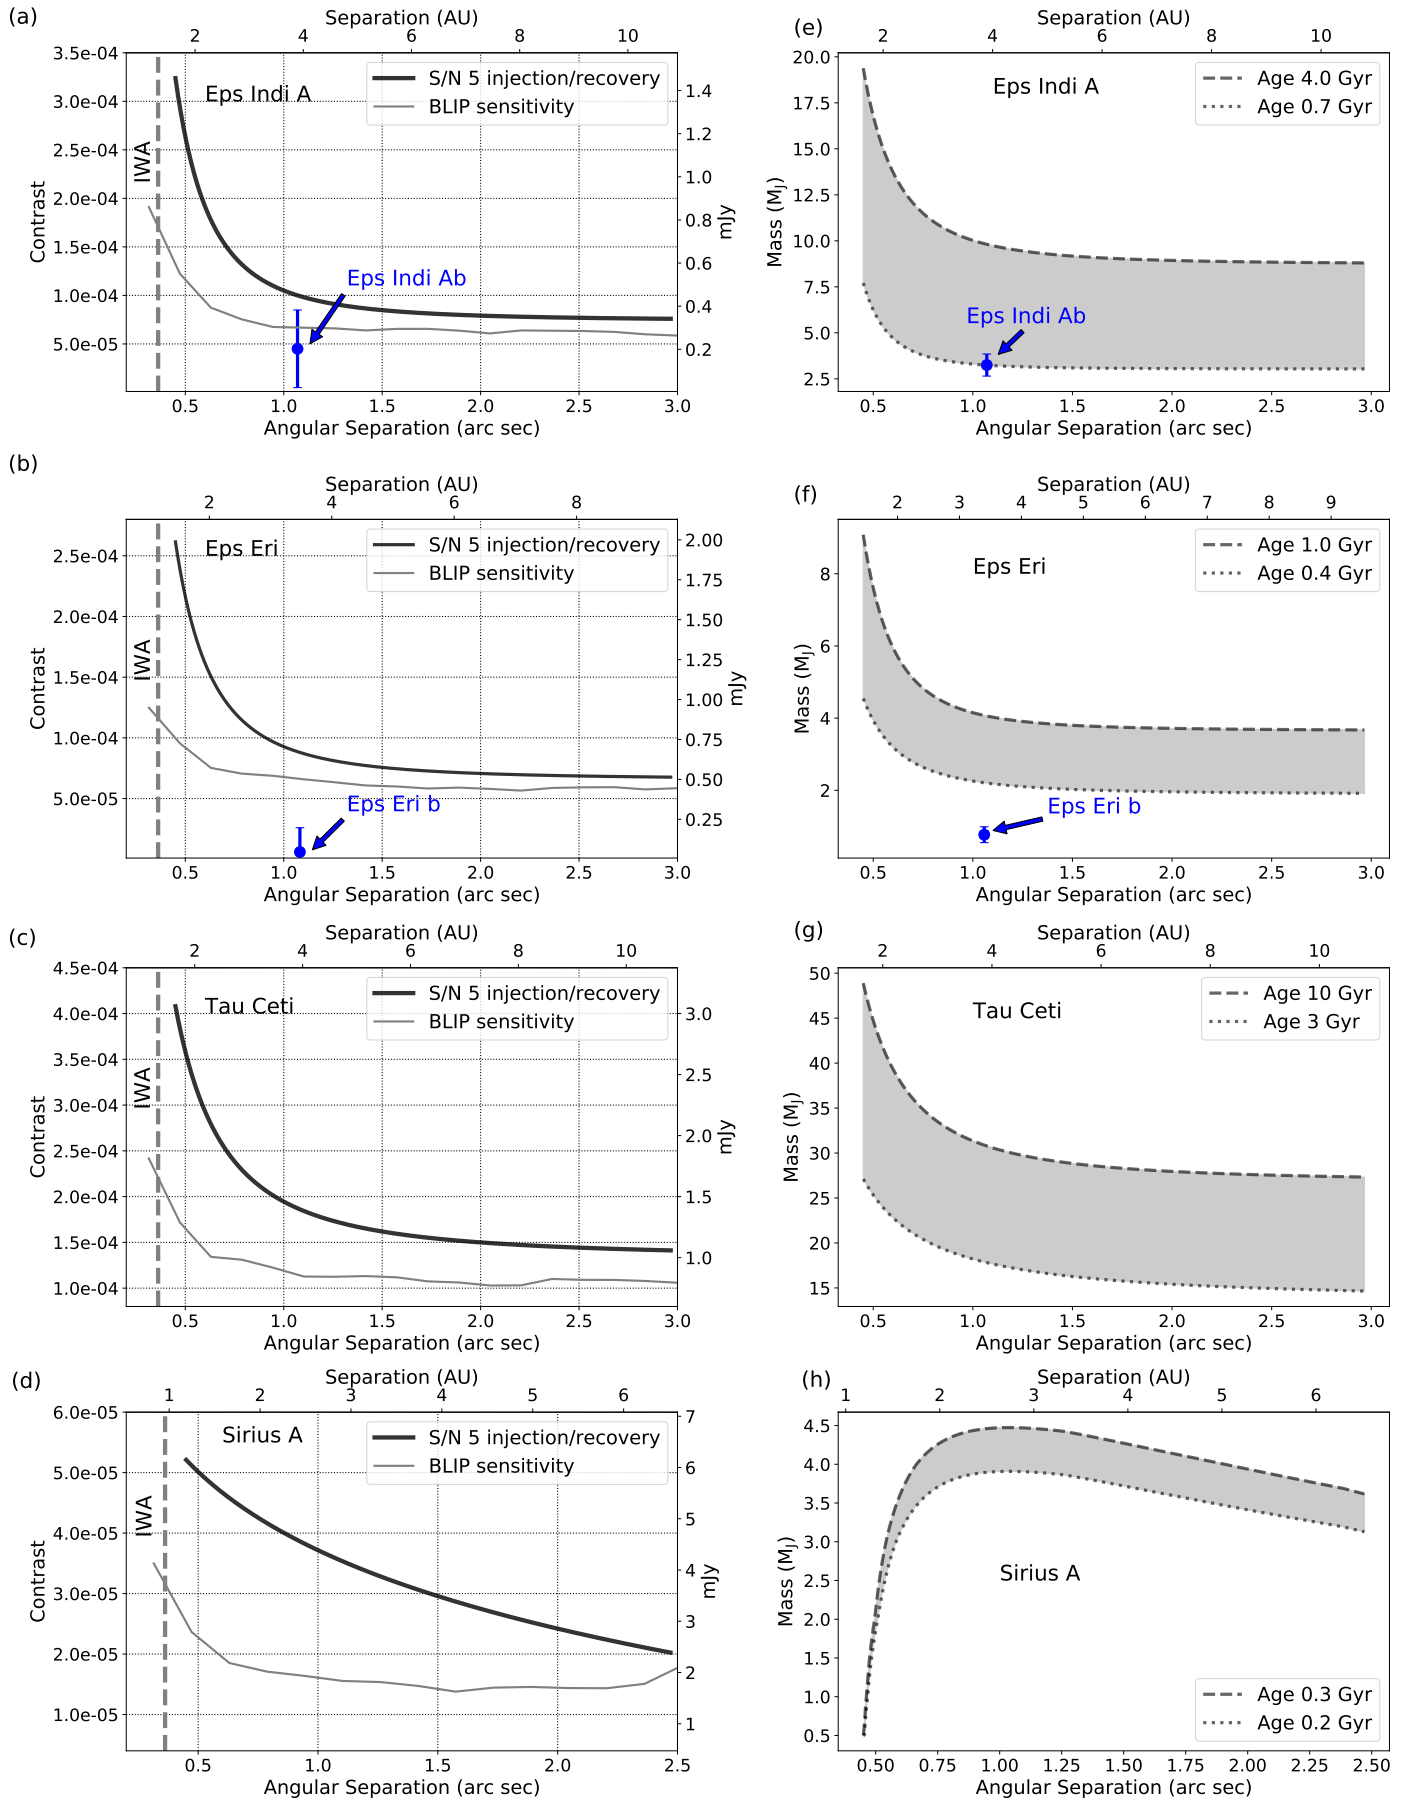 (a)
Separation (AU)
2 4 6 8 10
3.5e-04
3.0e-04
2.5e-04
2.0e-04
1.5e-04
1.0e-04
5.0e-05
Contrast
IWA
Eps Indi A
S/N 5 injection/recovery
BLIP sensitivity
Eps Indi Ab
1.4
1.2
1.0
0.8
0.6
0.4
0.2
mJy
0.5 1.0 1.5 2.0 2.5 3.0
Angular Separation (arc sec)
(e)
Separation (AU)
2 4 6 8 10
20.0
17.5
15.0
12.5
10.0
7.5
5.0
2.5
Mass (MJ)
Eps Indi A
Age 4.0 Gyr
Age 0.7 Gyr
Eps Indi Ab
0.5 1.0 1.5 2.0 2.5 3.0
Angular Separation (arc sec)
(b)
Separation (AU)
2 4 6 8
2.5e-04
2.0e-04
1.5e-04
1.0e-04
5.0e-05
Contrast
IWA
Eps Eri
S/N 5 injection/recovery
BLIP sensitivity
Eps Eri b
2.00
1.75
1.50
1.25
1.00
0.75
0.50
0.25
mJy
0.5 1.0 1.5 2.0 2.5 3.0
Angular Separation (arc sec)
(f)
Separation (AU)
2 3 4 5 6 7 8 9
8
6
4
2
Mass (MJ)
Eps Eri
Age 1.0 Gyr
Age 0.4 Gyr
Eps Eri b
0.5 1.0 1.5 2.0 2.5 3.0
Angular Separation (arc sec)
(c)
Separation (AU)
2 4 6 8 10
4.5e-04
4.0e-04
3.5e-04
3.0e-04
2.5e-04
2.0e-04
1.5e-04
1.0e-04
Contrast
IWA
Tau Ceti
S/N 5 injection/recovery
BLIP sensitivity
3.0
2.5
2.0
1.5
1.0
mJy
0.5 1.0 1.5 2.0 2.5 3.0
Angular Separation (arc sec)
(g)
Separation (AU)
2 4 6 8 10
50
45
40
35
30
25
20
15
Mass (MJ)
Tau Ceti
Age 10 Gyr
Age 3 Gyr
0.5 1.0 1.5 2.0 2.5 3.0
Angular Separation (arc sec)
(d)
Separation (AU)
1 2 3 4 5 6
6.0e-05
5.0e-05
4.0e-05
3.0e-05
2.0e-05
1.0e-05
Contrast
IWA
Sirius A
S/N 5 injection/recovery
BLIP sensitivity
7
6
5
4
3
2
1
mJy
0.5 1.0 1.5 2.0 2.5
Angular Separation (arc sec)
(h)
Separation (AU)
1 2 3 4 5 6
4.5
4.0
3.5
3.0
2.5
2.0
1.5
1.0
0.5
Mass (MJ)
Sirius A
Age 0.3 Gyr
Age 0.2 Gyr
0.50 0.75 1.00 1.25 1.50 1.75 2.00 2.25 2.50
Angular Separation (arc sec)